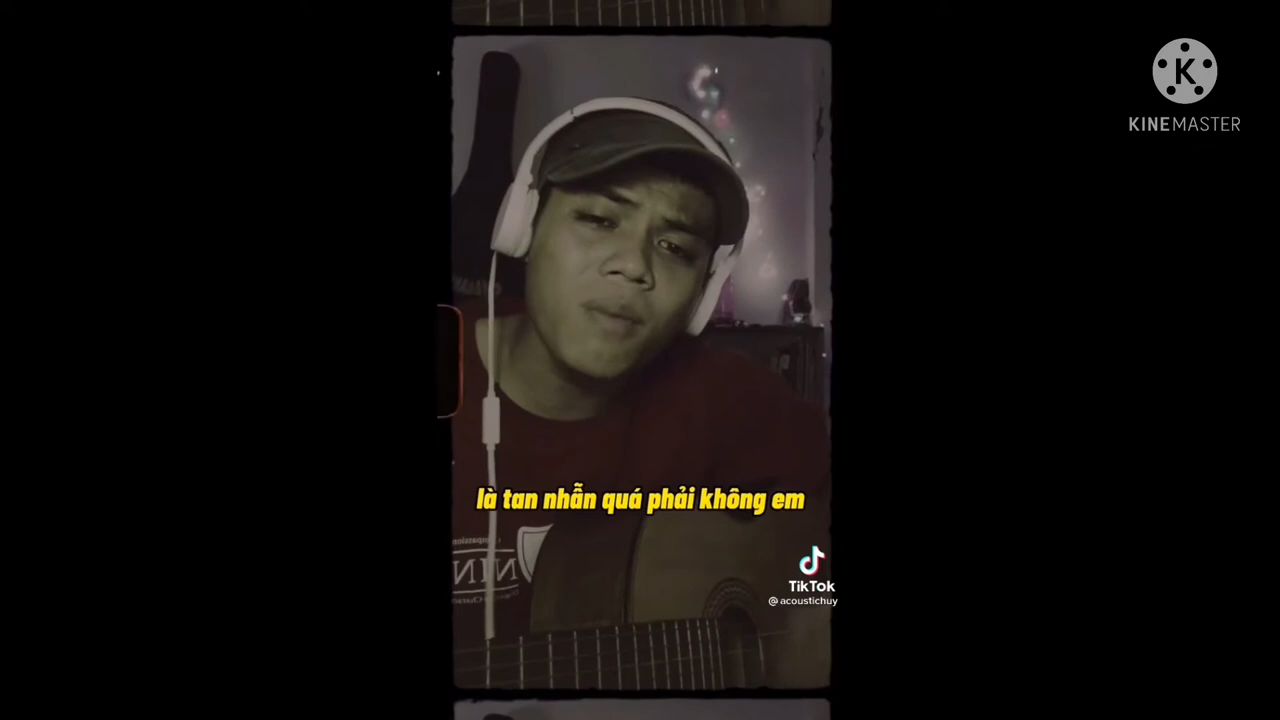 KINEMASTER
là tan nhẫn quá phải không em
TikTok
@acoustichuy